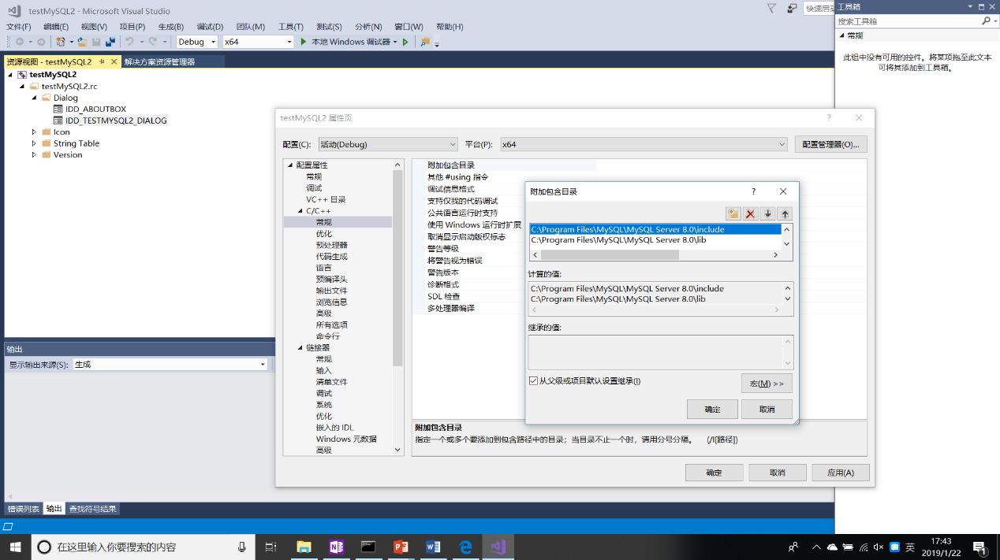 testMySQL2 - Microsoft Visual Studio
快速启动
文件(F) 编辑(E) 视图(V) 项目(P) 生成(B) 调试(D) 团队(M) 工具(T) 测试(S) 分析(N) 窗口(W) 帮助(H)
Debug x64 本地 Windows 调试器
资源视图 - testMySQL2 解决方案资源管理器
testMySQL2
testMySQL2.rc
Dialog
IDD_ABOUTBOX
IDD_TESTMYSQL2_DIALOG
Icon
String Table
Version
输出
显示输出来源(S): 生成
错误列表 输出 查找符号结果
工具箱
搜索工具箱
常规
此组中没有可用的控件。将某项拖至此文本
可将其添加到工具箱。
testMySQL2 属性页
?
配置(C): 活动(Debug) 平台(P): x64 配置管理器(O)...
配置属性
常规
调试
VC++ 目录
C/C++
常规
优化
预处理器
代码生成
语言
预编译头
输出文件
浏览信息
高级
所有选项
命令行
链接器
常规
输入
清单文件
调试
系统
优化
嵌入的 IDL
Windows 元数据
高级
附加包含目录
其他 #using 指令
调试信息格式
支持仅我的代码调试
公共语言运行时支持
使用 Windows 运行时扩展
取消显示启动版权标志
警告等级
将警告视为错误
警告版本
诊断格式
SDL 检查
多处理器编译
附加包含目录
指定一个或多个要添加到包含路径中的目录；当目录不止一个时，请用分号分隔。 (/I[路径])
确定 取消 应用(A)
附加包含目录
?
C:\Program Files\MySQL\MySQL Server 8.0\include
C:\Program Files\MySQL\MySQL Server 8.0\lib
计算的值:
C:\Program Files\MySQL\MySQL Server 8.0\include
C:\Program Files\MySQL\MySQL Server 8.0\lib
继承的值:
从父级或项目默认设置继承(I)
宏(M) >>
确定 取消
在这里输入你要搜索的内容
英
17:43
2019/1/22
1